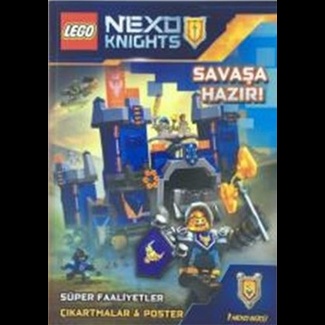 LEGO
NEXO
KNIGHTS
SAVAŞA
HAZIR!
SÜPER FAALİYETLER
ÇIKARTMALAR & POSTER